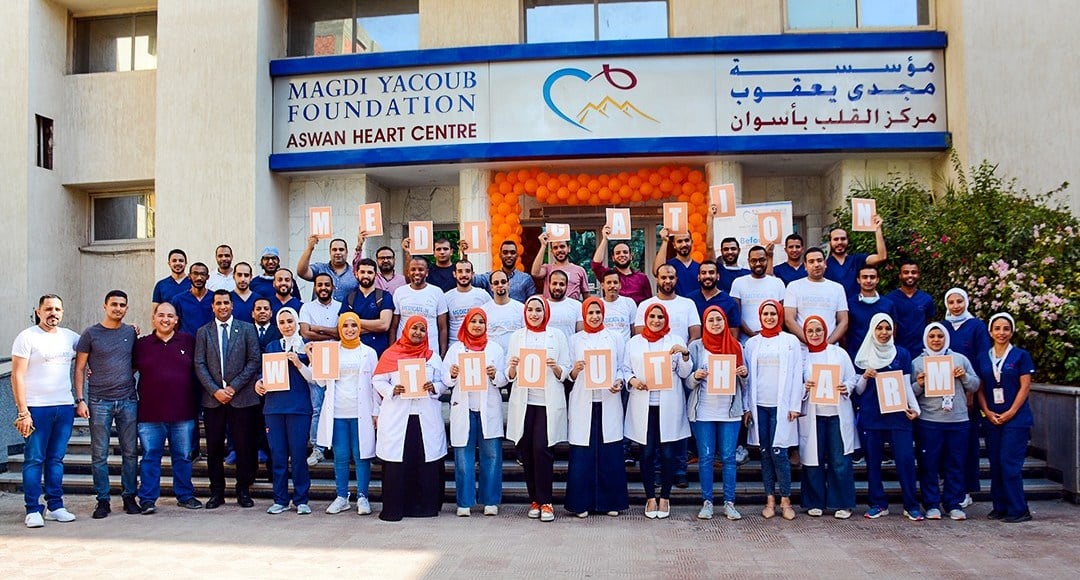 MAGDI YACOUB
FOUNDATION
ASWAN HEART CENTRE
مؤسسة
مجدى يعقوب
مركز القلب بأسوان
MEDICATION
WITHOUT HARM